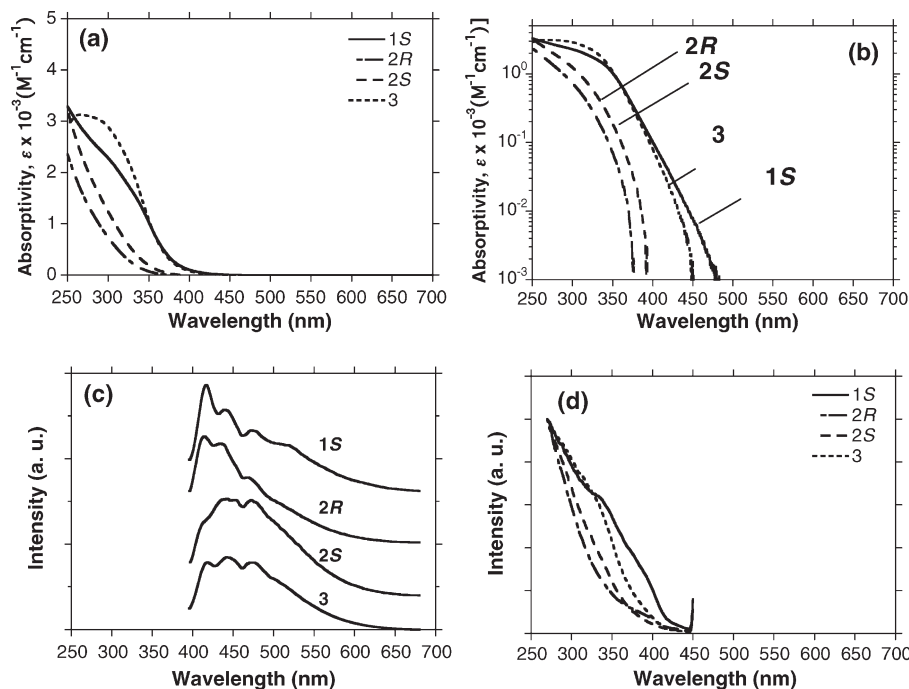 (a)
1S
2R
2S
3
Absorptivity, ε x 10⁻³(M⁻¹cm⁻¹)
5
4
3
2
1
0
250 300 350 400 450 500 550 600 650 700
Wavelength (nm)
(b)
2R
2S
3
1S
Absorptivity, ε x 10⁻³(M⁻¹cm⁻¹)]
10⁰
10⁻¹
10⁻²
10⁻³
250 300 350 400 450 500 550 600 650 700
Wavelength (nm)
(c)
1S
2R
2S
3
Intensity (a. u.)
250 300 350 400 450 500 550 600 650 700
Wavelength (nm)
(d)
1S
2R
2S
3
Intensity (a. u.)
250 300 350 400 450 500 550 600 650 700
Wavelength (nm)